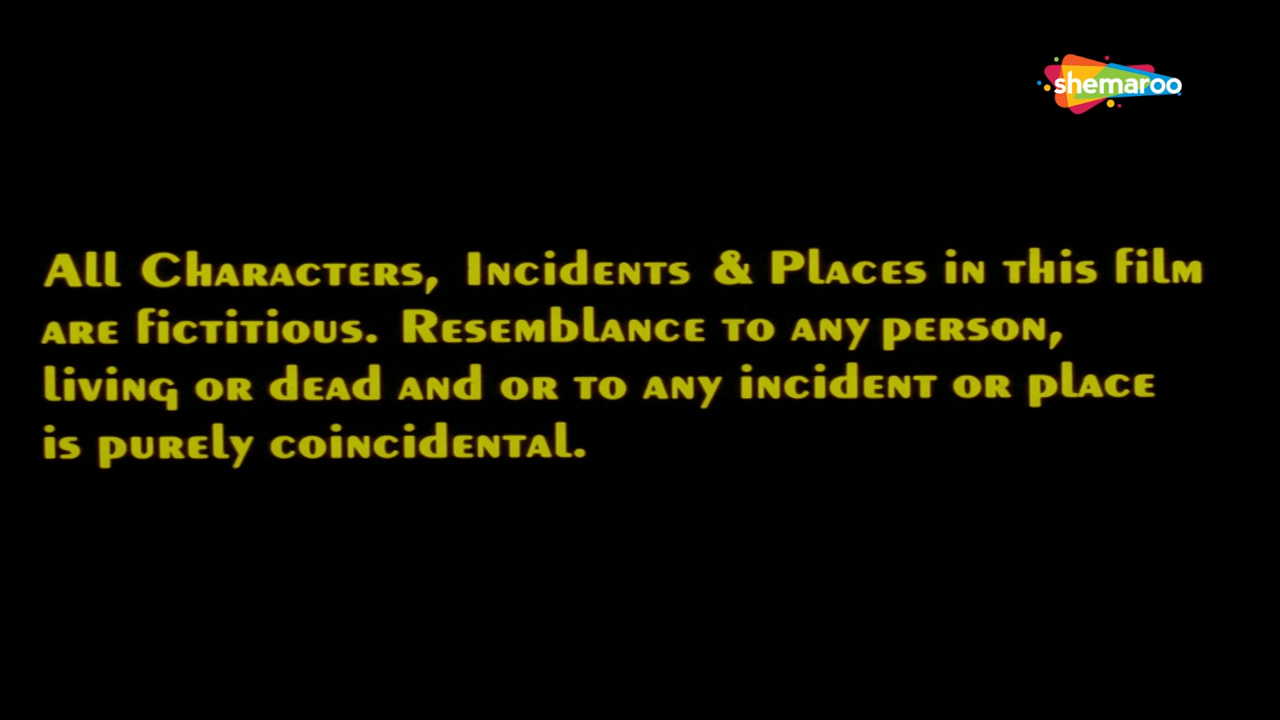 shemaroo
All Characters, Incidents & Places in this film
are fictitious. Resemblance to any person,
living or dead and or to any incident or place
is purely coincidental.